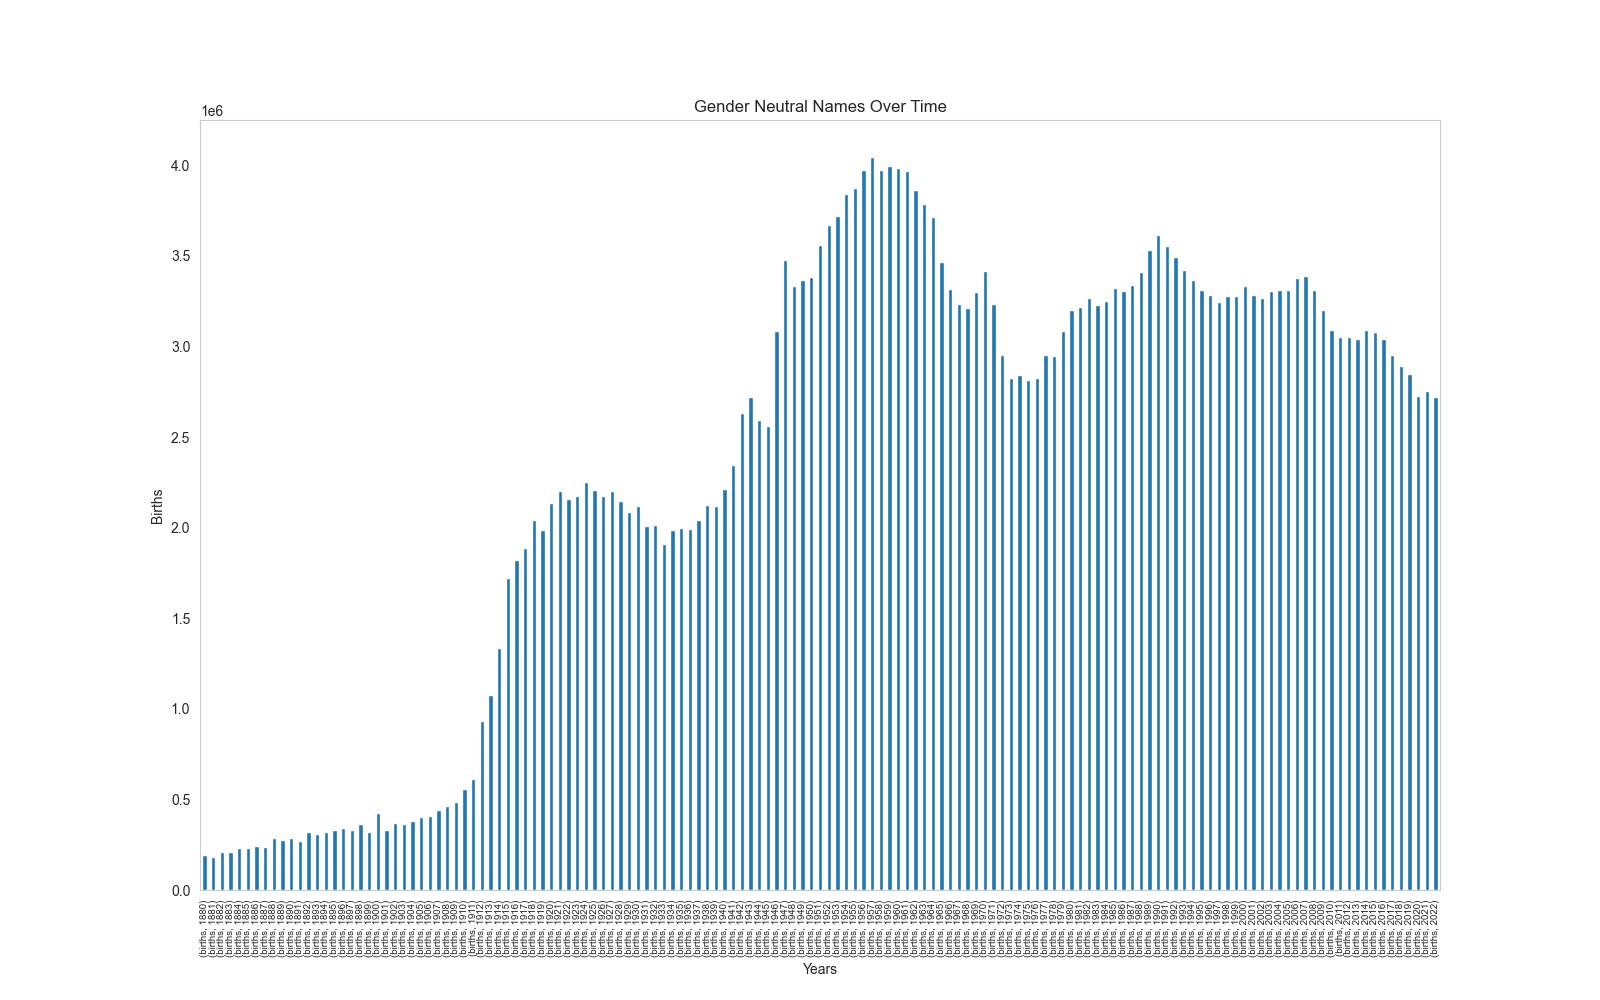 Gender Neutral Names Over Time
1e6
4.0
3.5
3.0
2.5
2.0
1.5
1.0
0.5
0.0
Births
(births, 1880)
(births, 1881)
(births, 1882)
(births, 1883)
(births, 1884)
(births, 1885)
(births, 1886)
(births, 1887)
(births, 1888)
(births, 1889)
(births, 1890)
(births, 1891)
(births, 1892)
(births, 1893)
(births, 1894)
(births, 1895)
(births, 1896)
(births, 1897)
(births, 1898)
(births, 1899)
(births, 1900)
(births, 1901)
(births, 1902)
(births, 1903)
(births, 1904)
(births, 1905)
(births, 1906)
(births, 1907)
(births, 1908)
(births, 1909)
(births, 1910)
(births, 1911)
(births, 1912)
(births, 1913)
(births, 1914)
(births, 1915)
(births, 1916)
(births, 1917)
(births, 1918)
(births, 1919)
(births, 1920)
(births, 1921)
(births, 1922)
(births, 1923)
(births, 1924)
(births, 1925)
(births, 1926)
(births, 1927)
(births, 1928)
(births, 1929)
(births, 1930)
(births, 1931)
(births, 1932)
(births, 1933)
(births, 1934)
(births, 1935)
(births, 1936)
(births, 1937)
(births, 1938)
(births, 1939)
(births, 1940)
(births, 1941)
(births, 1942)
(births, 1943)
(births, 1944)
(births, 1945)
(births, 1946)
(births, 1947)
(births, 1948)
(births, 1949)
(births, 1950)
(births, 1951)
(births, 1952)
(births, 1953)
(births, 1954)
(births, 1955)
(births, 1956)
(births, 1957)
(births, 1958)
(births, 1959)
(births, 1960)
(births, 1961)
(births, 1962)
(births, 1963)
(births, 1964)
(births, 1965)
(births, 1966)
(births, 1967)
(births, 1968)
(births, 1969)
(births, 1970)
(births, 1971)
(births, 1972)
(births, 1973)
(births, 1974)
(births, 1975)
(births, 1976)
(births, 1977)
(births, 1978)
(births, 1979)
(births, 1980)
(births, 1981)
(births, 1982)
(births, 1983)
(births, 1984)
(births, 1985)
(births, 1986)
(births, 1987)
(births, 1988)
(births, 1989)
(births, 1990)
(births, 1991)
(births, 1992)
(births, 1993)
(births, 1994)
(births, 1995)
(births, 1996)
(births, 1997)
(births, 1998)
(births, 1999)
(births, 2000)
(births, 2001)
(births, 2002)
(births, 2003)
(births, 2004)
(births, 2005)
(births, 2006)
(births, 2007)
(births, 2008)
(births, 2009)
(births, 2010)
(births, 2011)
(births, 2012)
(births, 2013)
(births, 2014)
(births, 2015)
(births, 2016)
(births, 2017)
(births, 2018)
(births, 2019)
(births, 2020)
(births, 2021)
(births, 2022)
Years